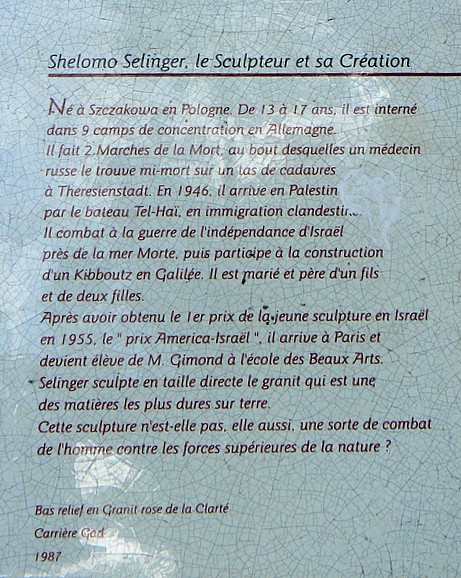 Shelomo Selinger, le Sculpteur et sa Création
Né à Szczakowa en Pologne. De 13 à 17 ans, il est interné
dans 9 camps de concentration en Allemagne.
Il fait 2 Marches de la Mort, au bout desquelles un médecin
russe le trouve mi-mort sur un tas de cadavres
à Theresienstadt. En 1946, il arrive en Palestin
par le bateau Tel-Haï, en immigration clandestin.
Il combat à la guerre de l'indépendance d'Israël
près de la mer Morte, puis participe à la construction
d'un Kibboutz en Galilée. Il est marié et père d'un fils
et de deux filles.
Après avoir obtenu le 1er prix de la jeune sculpture en Israël
en 1955, le " prix America-Israël ", il arrive à Paris et
devient élève de M. Gimond à l'école des Beaux Arts.
Selinger sculpte en taille directe le granit qui est une
des matières les plus dures sur terre.
Cette sculpture n'est-elle pas, elle aussi, une sorte de combat
de l'homme contre les forces supérieures de la nature ?
Bas relief en Granit rose de la Clarté
Carrière Gad
1987